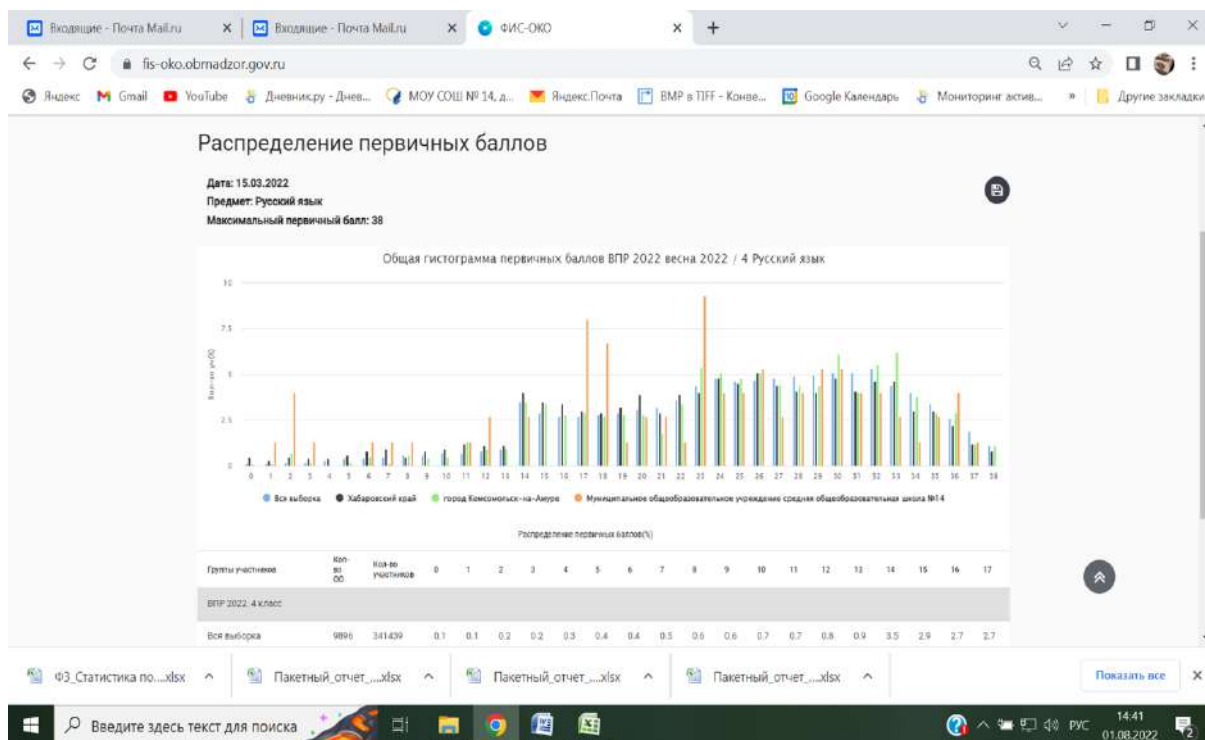 Входящие - Почта Mail.ru
Входящие - Почта Mail.ru
ФИС-ОКО
fis-oko.obrnadzor.gov.ru
Яндекс Gmail YouTube Дневник.ру - Днев... МОУ СОШ № 14, д... Яндекс.Почта BMP в TIFF - Конве... Google Календарь Мониторинг актив... » Другие закладки
Распределение первичных баллов
Дата: 15.03.2022
Предмет: Русский язык
Максимальный первичный балл: 38
Общая гистограмма первичных баллов ВПР 2022 весна 2022 / 4 Русский язык
10
7.5
5
2.5
0
0 1 2 3 4 5 6 7 8 9 10 11 12 13 14 15 16 17 18 19 20 21 22 23 24 25 26 27 28 29 30 31 32 33 34 35 36 37 38
Вся выборка Хабаровский край город Комсомольск-на-Амуре Муниципальное общеобразовательное учреждение средняя общеобразовательная школа №14
Распределение первичных баллов(%)
Группы участников Кол-во ОО Кол-во участников 0 1 2 3 4 5 6 7 8 9 10 11 12 13 14 15 16 17
ВПР 2022. 4 класс
Вся выборка 9896 341439 0.1 0.1 0.2 0.2 0.3 0.4 0.4 0.5 0.6 0.6 0.7 0.7 0.8 0.9 3.5 2.9 2.7 2.7
Ф3_Статистика по....xlsx Пакетный_отчет_....xlsx Пакетный_отчет_....xlsx Пакетный_отчет_....xlsx Показать все
Введите здесь текст для поиска
РУС
14:41
01.08.2022
2